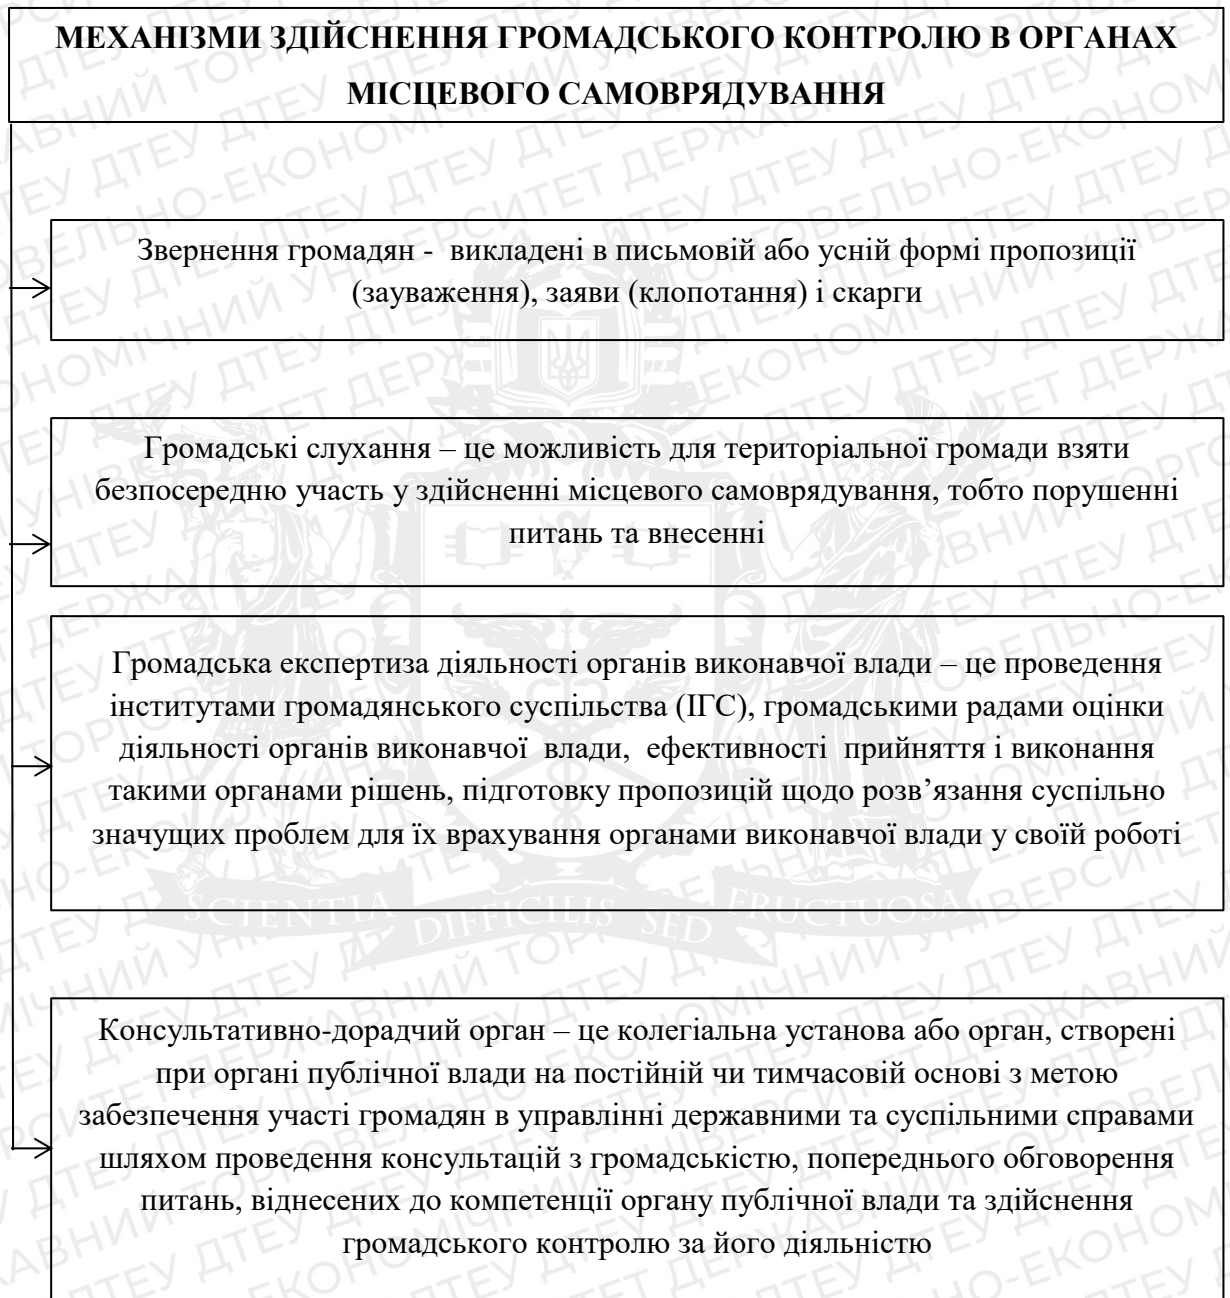 МЕХАНІЗМИ ЗДІЙСНЕННЯ ГРОМАДСЬКОГО КОНТРОЛЮ В ОРГАНАХ
МІСЦЕВОГО САМОВРЯДУВАННЯ
Звернення громадян - викладені в письмовій або усній формі пропозиції
(зауваження), заяви (клопотання) і скарги
Громадські слухання – це можливість для територіальної громади взяти
безпосередню участь у здійсненні місцевого самоврядування, тобто порушенні
питань та внесенні
Громадська експертиза діяльності органів виконавчої влади – це проведення
інститутами громадянського суспільства (ІГС), громадськими радами оцінки
діяльності органів виконавчої влади, ефективності прийняття і виконання
такими органами рішень, підготовку пропозицій щодо розв’язання суспільно
значущих проблем для їх врахування органами виконавчої влади у своїй роботі
SCIENTIA DIFFICILIS SED FRUCTUOSA
Консультативно-дорадчий орган – це колегіальна установа або орган, створені
при органі публічної влади на постійній чи тимчасовій основі з метою
забезпечення участі громадян в управлінні державними та суспільними справами
шляхом проведення консультацій з громадськістю, попереднього обговорення
питань, віднесених до компетенції органу публічної влади та здійснення
громадського контролю за його діяльністю